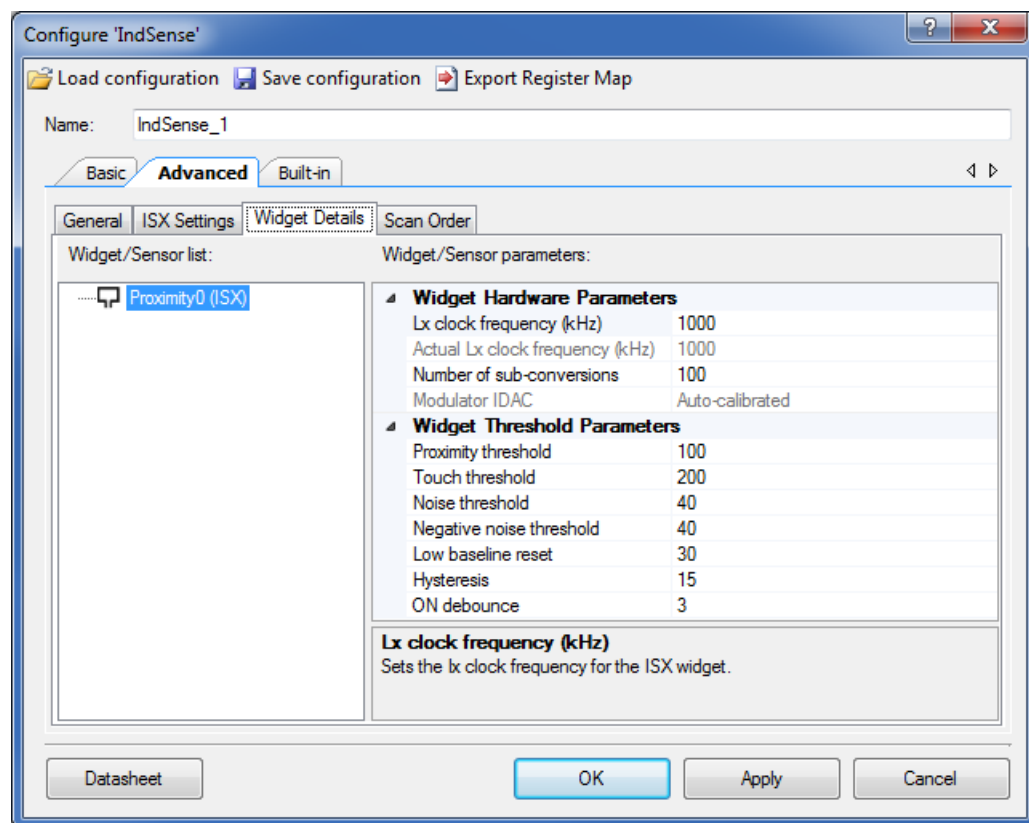 Configure 'IndSense'
Load configuration Save configuration Export Register Map
Name: IndSense_1
Basic Advanced Built-in
General ISX Settings Widget Details Scan Order
Widget/Sensor list: Widget/Sensor parameters:
Proximity0 (ISX)
Widget Hardware Parameters
Lx clock frequency (kHz) 1000
Actual Lx clock frequency (kHz) 1000
Number of sub-conversions 100
Modulator IDAC Auto-calibrated
Widget Threshold Parameters
Proximity threshold 100
Touch threshold 200
Noise threshold 40
Negative noise threshold 40
Low baseline reset 30
Hysteresis 15
ON debounce 3
Lx clock frequency (kHz)
Sets the lx clock frequency for the ISX widget.
Datasheet OK Apply Cancel